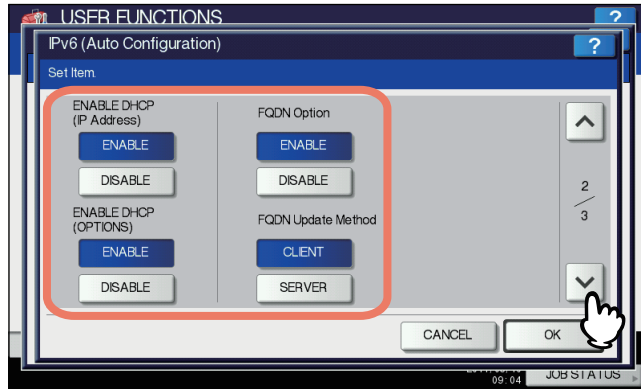 USER FUNCTIONS
?
IPv6 (Auto Configuration)
?
Set Item.
ENABLE DHCP
(IP Address)
ENABLE
DISABLE
FQDN Option
ENABLE
DISABLE
ENABLE DHCP
(OPTIONS)
ENABLE
DISABLE
FQDN Update Method
CLIENT
SERVER
2
3
CANCEL
OK
09:04
JOB STATUS